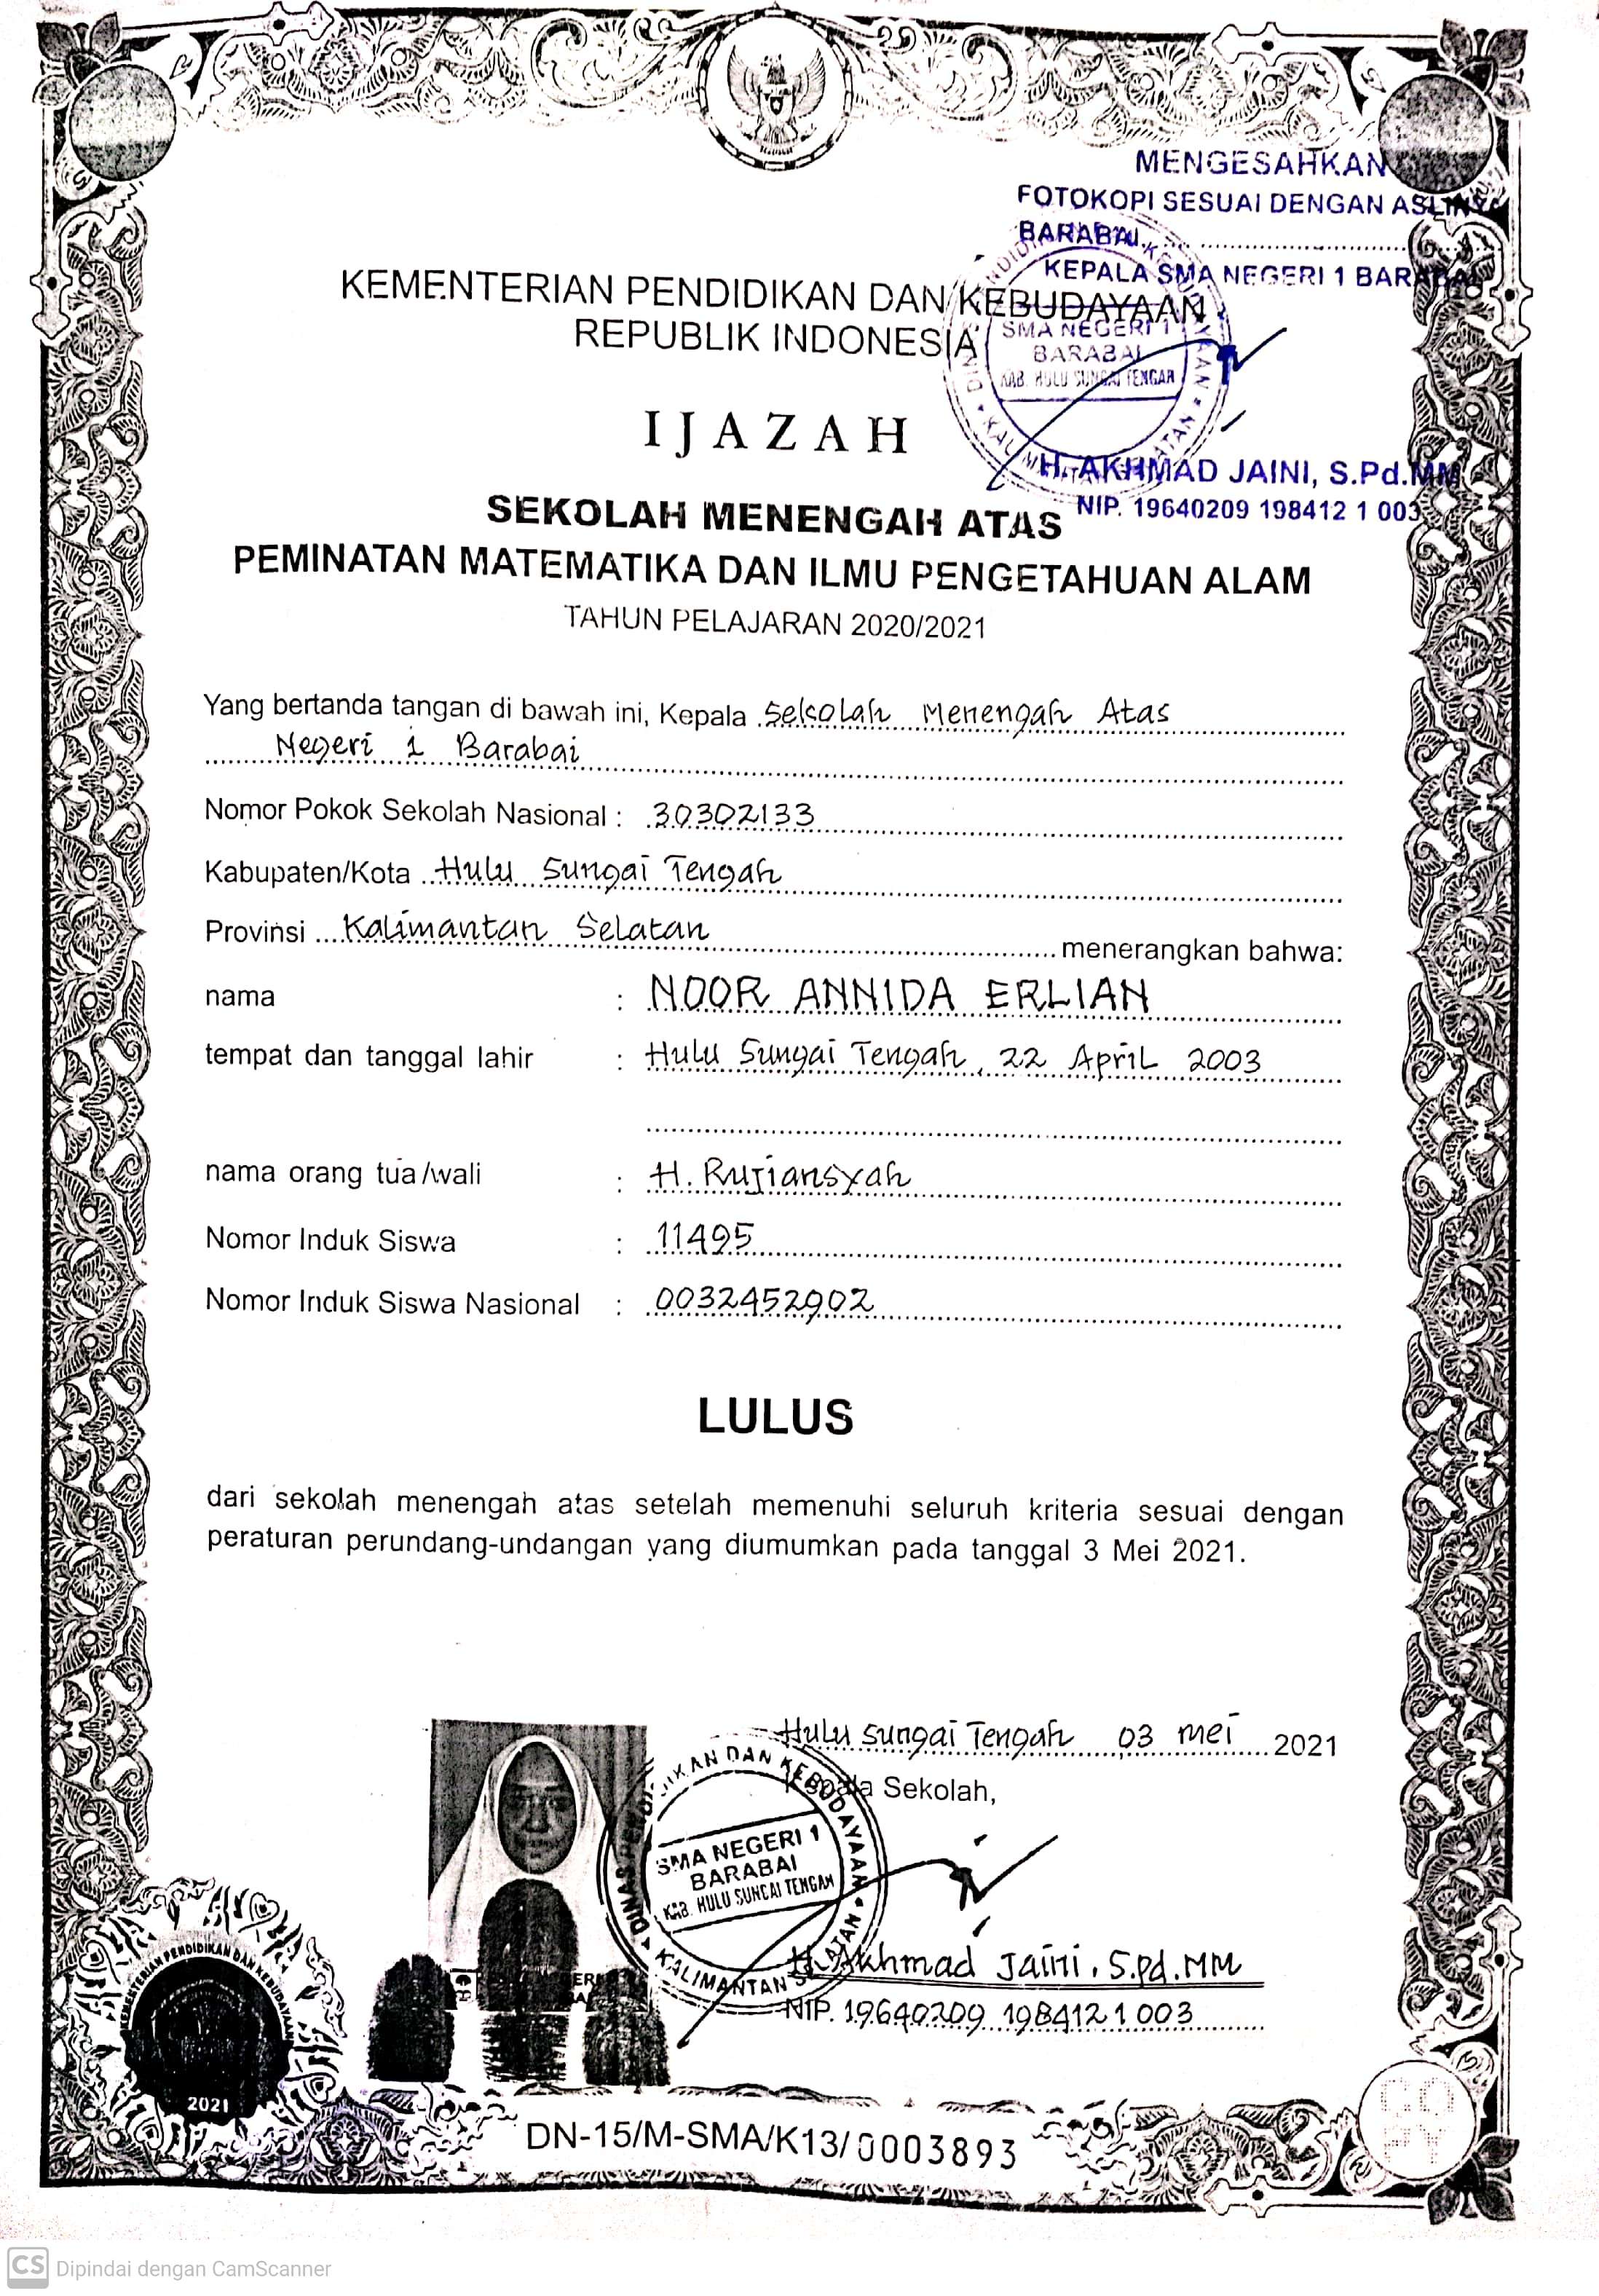 MENGESAHKAN
FOTOKOPI SESUAI DENGAN ASLINYA
BARABAI, ............
KEPALA SMA NEGERI 1 BARABAI
KEMENTERIAN PENDIDIKAN DAN KEBUDAYAAN
REPUBLIK INDONESIA
SMA NEGERI 1
BARABAI
KAB. HULU SUNGAI TENGAH
KALIMANTAN SELATAN
I J A Z A H
H. AKHMAD JAINI, S.Pd.MM
NIP. 19640209 198412 1 003
SEKOLAH MENENGAH ATAS
PEMINATAN MATEMATIKA DAN ILMU PENGETAHUAN ALAM
TAHUN PELAJARAN 2020/2021
Yang bertanda tangan di bawah ini, Kepala Sekolah Menengah Atas
Negeri 1 Barabai
Nomor Pokok Sekolah Nasional : 30302133
Kabupaten/Kota Hulu Sungai Tengah
Provinsi Kalimantan Selatan menerangkan bahwa:
nama : NOOR ANNIDA ERLIAN
tempat dan tanggal lahir : Hulu Sungai Tengah, 22 April 2003
nama orang tua/wali : H. Rusiansyah
Nomor Induk Siswa : 11495
Nomor Induk Siswa Nasional : 0032452902
LULUS
dari sekolah menengah atas setelah memenuhi seluruh kriteria sesuai dengan
peraturan perundang-undangan yang diumumkan pada tanggal 3 Mei 2021.
Hulu Sungai Tengah 03 mei 2021
Kepala Sekolah,
DINAS PENDIDIKAN DAN KEBUDAYAAN
SMA NEGERI 1
BARABAI
KAB. HULU SUNGAI TENGAH
KALIMANTAN SELATAN
H. Akhmad Jaini, S.Pd.MM
NIP. 19640209 198412 1 003
KEMENTERIAN PENDIDIKAN DAN KEBUDAYAAN
2021
DN-15/M-SMA/K13/0003893
COPY
CS Dipindai dengan CamScanner